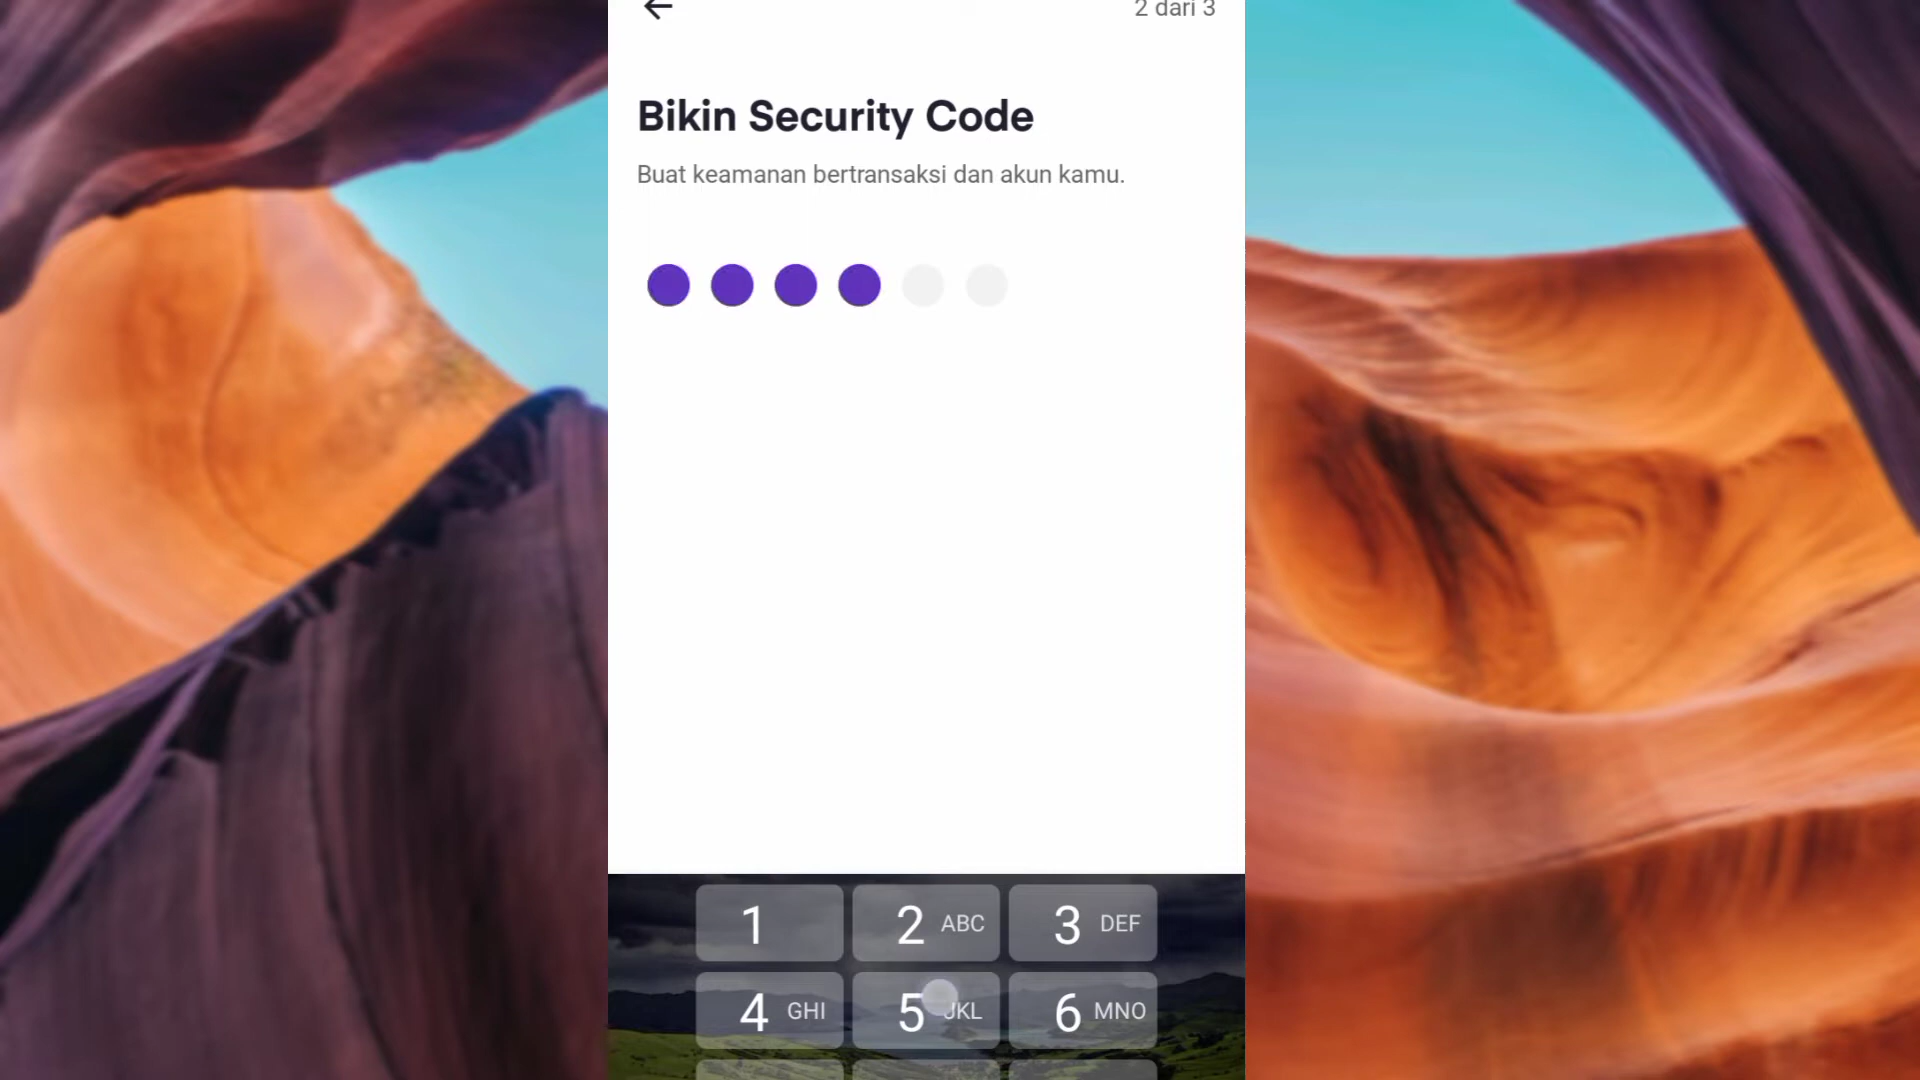 2 dari 3
Bikin Security Code
Buat keamanan bertransaksi dan akun kamu.
1
2 ABC
3 DEF
4 GHI
5 JKL
6 MNO